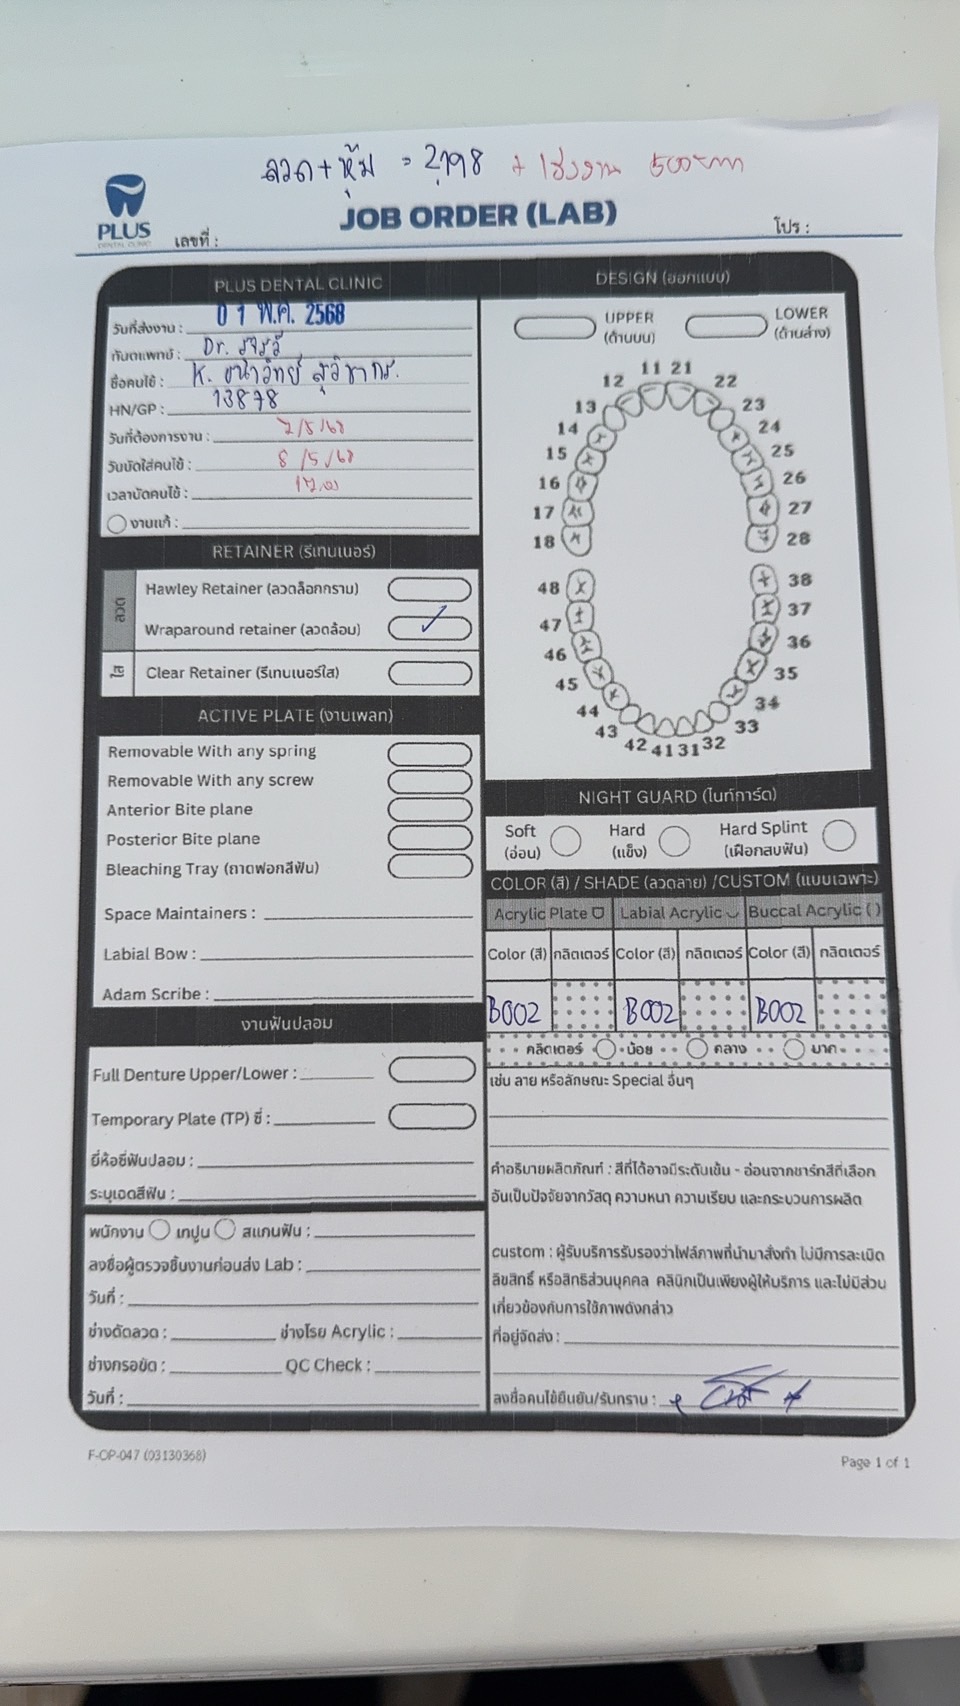 ลวด + หุ้ม = 2,798 + เร่งงาน 500บาท
PLUS
DENTAL CLINIC
JOB ORDER (LAB)
เลขที่ :
โปร :
PLUS DENTAL CLINIC
วันที่ส่งงาน : 01 พ.ค. 2568
ทันตแพทย์ : Dr.
ชื่อคนไข้ : K.
HN/GP : 13878
วันที่ต้องการงาน : 7/5/68
วันนัดใส่คนไข้ : 8/5/68
เวลานัดคนไข้ :
งานแก้ :
RETAINER (รีเทนเนอร์)
ลวด
Hawley Retainer (ลวดล็อกกราม)
Wraparound retainer (ลวดล้อม)
ใส
Clear Retainer (รีเทนเนอร์ใส)
ACTIVE PLATE (งานเพลท)
Removable With any spring
Removable With any screw
Anterior Bite plane
Posterior Bite plane
Bleaching Tray (ถาดฟอกสีฟัน)
Space Maintainers :
Labial Bow :
Adam Scribe :
งานฟันปลอม
Full Denture Upper/Lower :
Temporary Plate (TP) ซี่ :
ยี่ห้อซี่ฟันปลอม :
ระบุเฉดสีฟัน :
พนักงาน เทปูน สแกนฟัน :
ลงชื่อผู้ตรวจชิ้นงานก่อนส่ง Lab :
วันที่ :
ช่างดัดลวด : ช่างโรย Acrylic :
ช่างกรอขัด : QC Check :
วันที่ :
DESIGN (ออกแบบ)
UPPER
(ด้านบน)
LOWER
(ด้านล่าง)
11 21
12 22
13 23
14 24
15 25
16 26
17 27
18 28
48 38
47 37
46 36
45 35
44 34
43 33
42 41 31 32
NIGHT GUARD (ไนท์การ์ด)
Soft
(อ่อน)
Hard
(แข็ง)
Hard Splint
(เฝือกสบฟัน)
COLOR (สี) / SHADE (ลวดลาย) /CUSTOM (แบบเฉพาะ)
Acrylic Plate Labial Acrylic Buccal Acrylic ( )
Color (สี) กลิตเตอร์ Color (สี) กลิตเตอร์ Color (สี) กลิตเตอร์
B002 B002 B002
กลิตเตอร์ น้อย กลาง มาก
เช่น ลาย หรือลักษณะ Special อื่นๆ
คำอธิบายผลิตภัณฑ์ : สีที่ได้อาจมีระดับเข้ม - อ่อนจากชาร์ทสีที่เลือก
อันเป็นปัจจัยจากวัสดุ ความหนา ความเรียบ และกระบวนการผลิต
custom : ผู้รับบริการรับรองว่าไฟล์ภาพที่นำมาสั่งทำ ไม่มีการละเมิด
ลิขสิทธิ์ หรือสิทธิส่วนบุคคล คลินิกเป็นเพียงผู้ให้บริการ และไม่มีส่วน
เกี่ยวข้องกับการใช้ภาพดังกล่าว
ที่อยู่จัดส่ง :
ลงชื่อคนไข้ยืนยัน/รับทราบ :
F-OP-047 (03130368)
Page 1 of 1